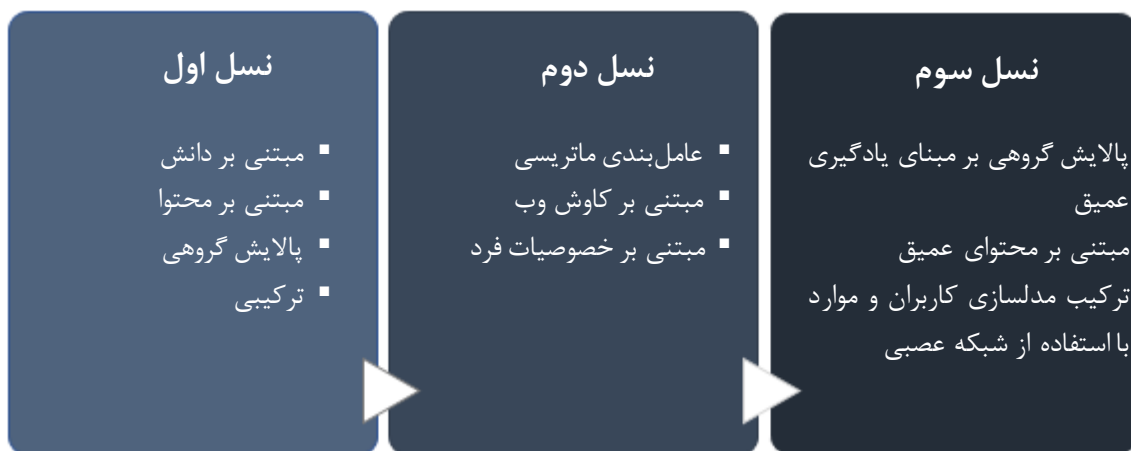 نسل اول
▪ مبتنی بر دانش
▪ مبتنی بر محتوا
▪ پالایش گروهی
▪ ترکیبی
نسل دوم
▪ عامل‌بندی ماتریسی
▪ مبتنی بر کاوش وب
▪ مبتنی بر خصوصیات فرد
نسل سوم
پالایش گروهی بر مبنای یادگیری
عمیق
مبتنی بر محتوای عمیق
ترکیب مدلسازی کاربران و موارد
با استفاده از شبکه عصبی